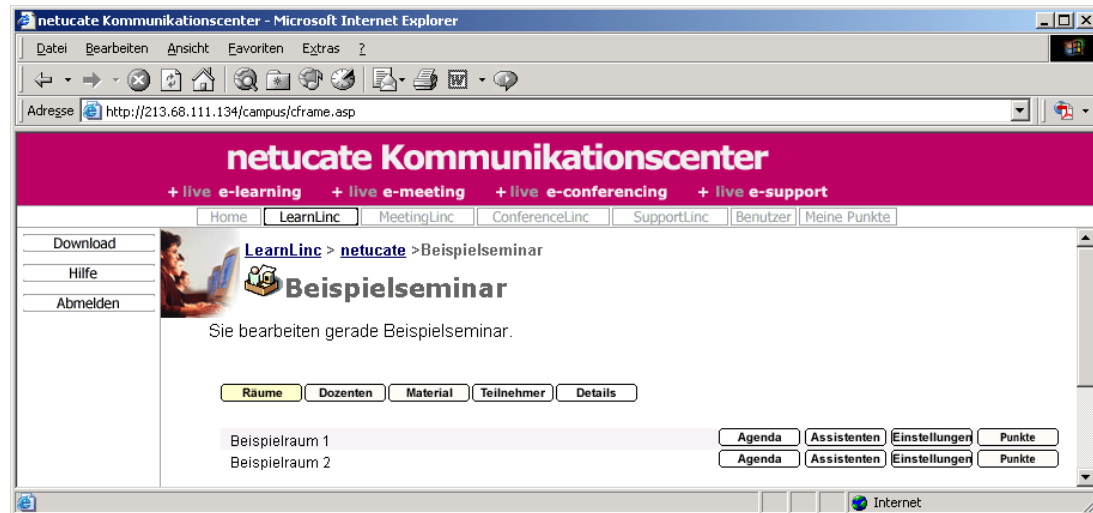 netucate Kommunikationscenter - Microsoft Internet Explorer
Datei Bearbeiten Ansicht Favoriten Extras ?
Adresse http://213.68.111.134/campus/cframe.asp
netucate Kommunikationscenter
+ live e-learning + live e-meeting + live e-conferencing + live e-support
Home LearnLinc MeetingLinc ConferenceLinc SupportLinc Benutzer Meine Punkte
Download
Hilfe
Abmelden
LearnLinc > netucate >Beispielseminar
Beispielseminar
Sie bearbeiten gerade Beispielseminar.
Räume Dozenten Material Teilnehmer Details
Beispielraum 1 Agenda Assistenten Einstellungen Punkte
Beispielraum 2 Agenda Assistenten Einstellungen Punkte
Internet